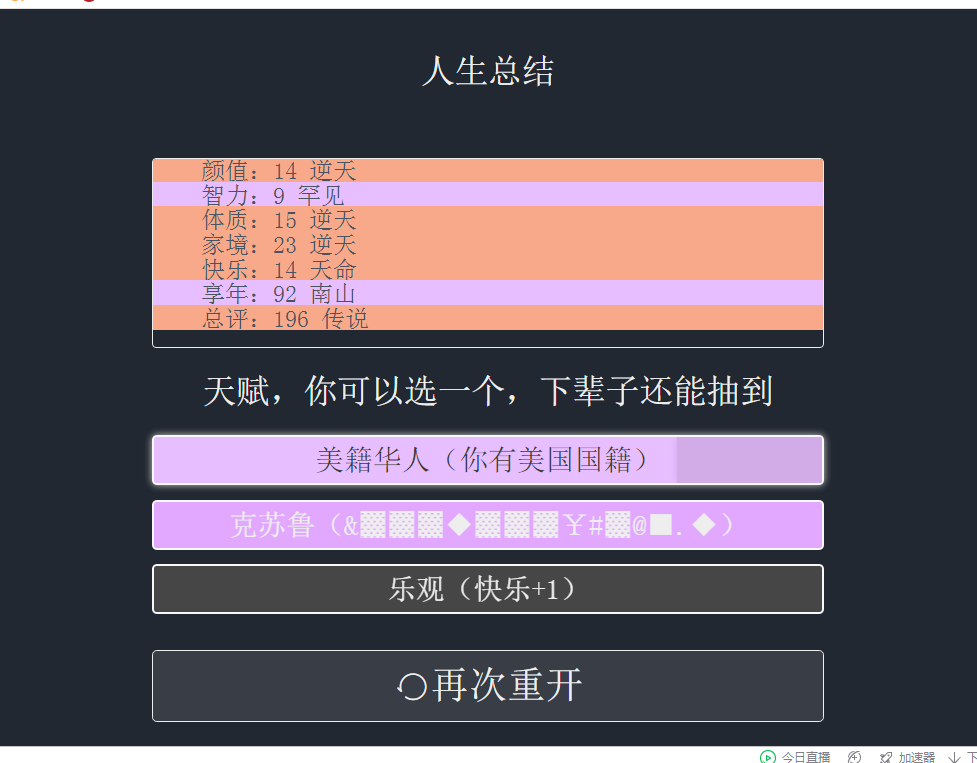 人生总结
颜值：14 逆天
智力：9 罕见
体质：15 逆天
家境：23 逆天
快乐：14 天命
享年：92 南山
总评：196 传说
天赋，你可以选一个，下辈子还能抽到
美籍华人（你有美国国籍）
克苏鲁（&▓▓▓◆▓▓▓￥#▓@■.◆）
乐观（快乐+1）
再次重开
今日直播
加速器
下